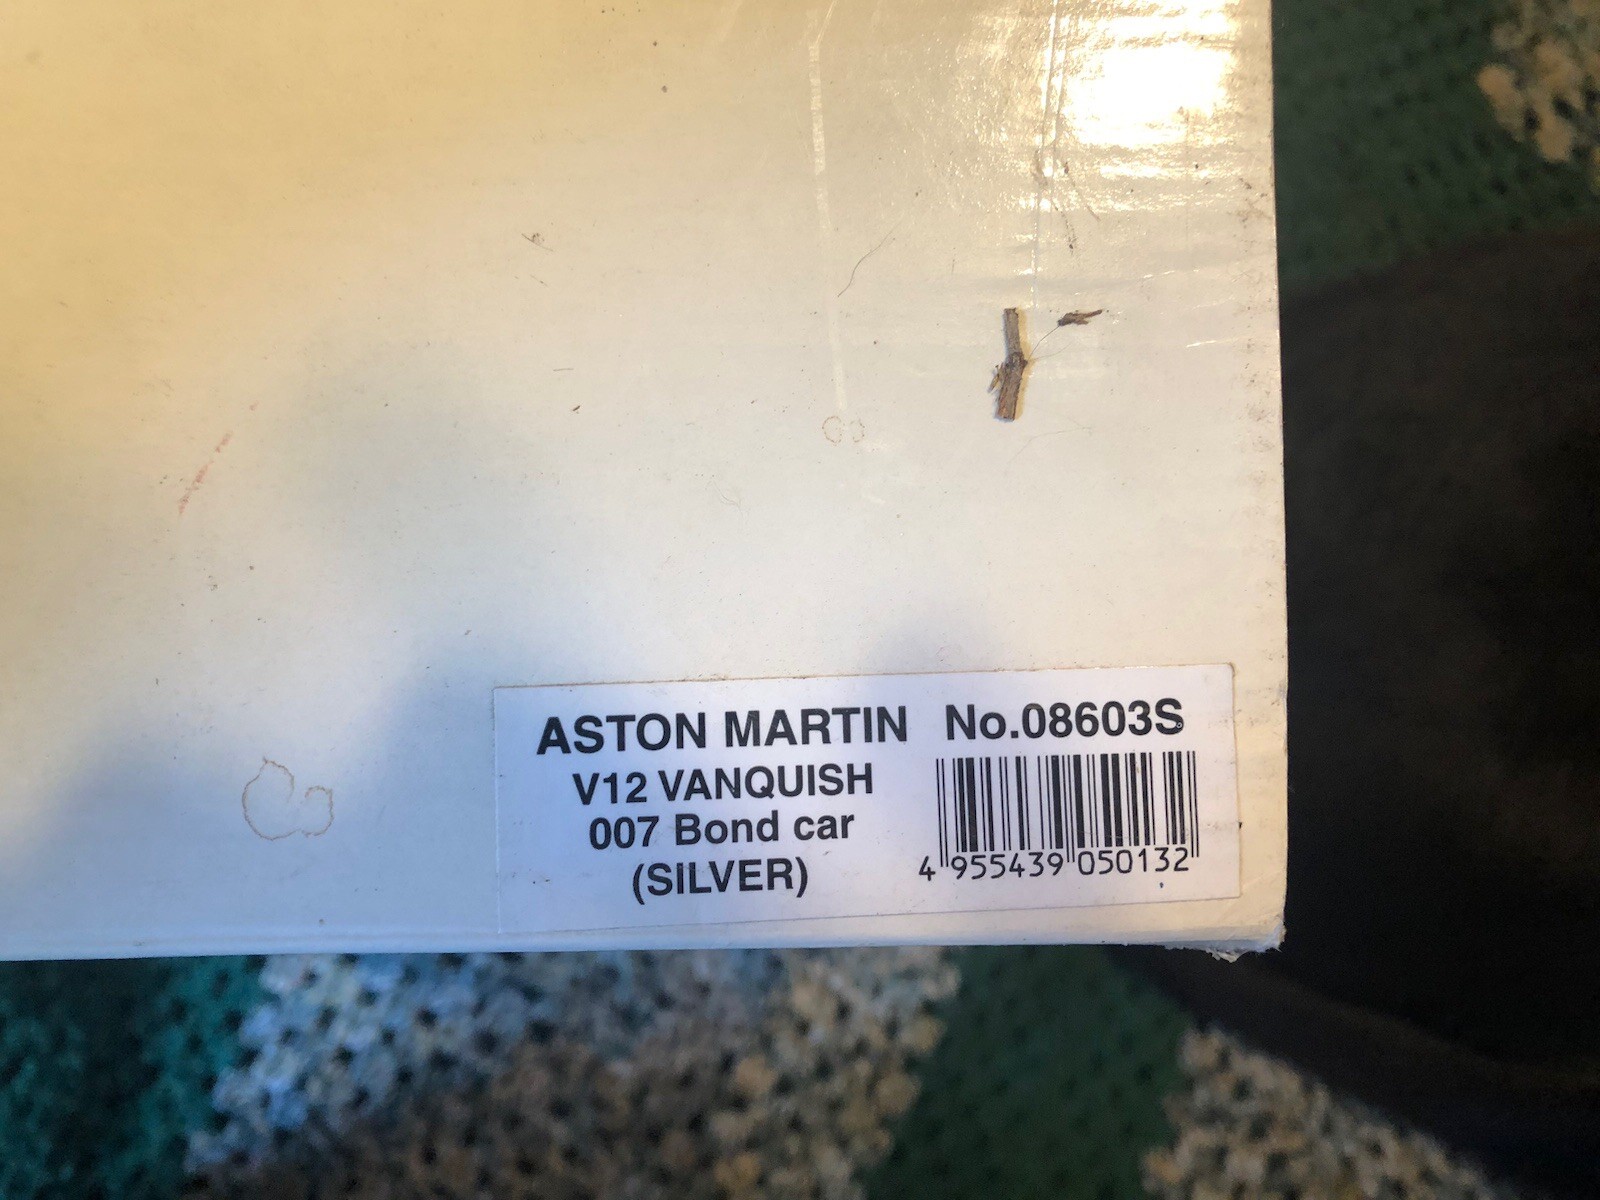 ASTON MARTIN No.08603S
V12 VANQUISH
007 Bond car
(SILVER)
4 955439 050132